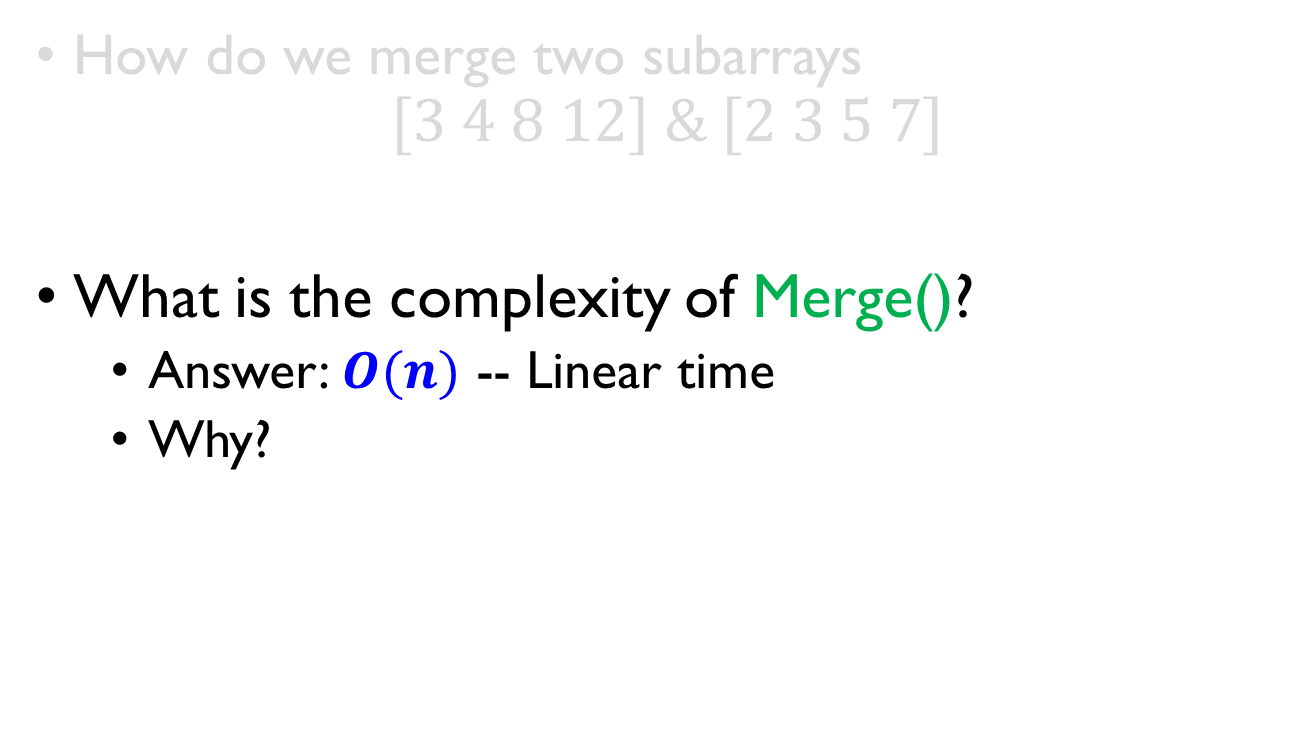 • How do we merge two subarrays
[3 4 8 12] & [2 3 5 7]
• What is the complexity of Merge()?
• Answer: O(n) -- Linear time
• Why?